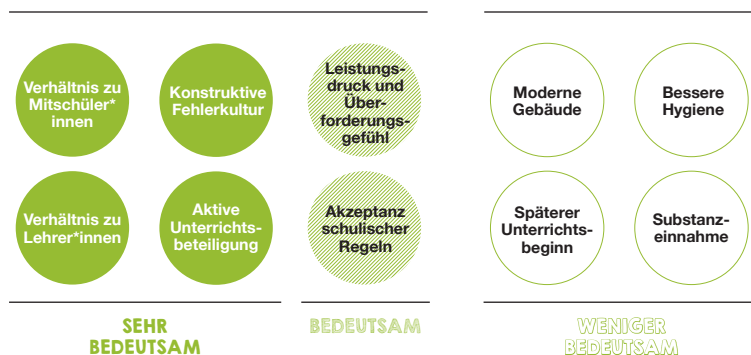 Verhältnis zu
Mitschüler*
innen
Konstruktive
Fehlerkultur
Leistungs-
druck und
Über-
forderungs-
gefühl
Moderne
Gebäude
Bessere
Hygiene
Verhältnis zu
Lehrer*innen
Aktive
Unterrichts-
beteiligung
Akzeptanz
schulischer
Regeln
Späterer
Unterrichts-
beginn
Substanz-
einnahme
SEHR
BEDEUTSAM
BEDEUTSAM
WENIGER
BEDEUTSAM